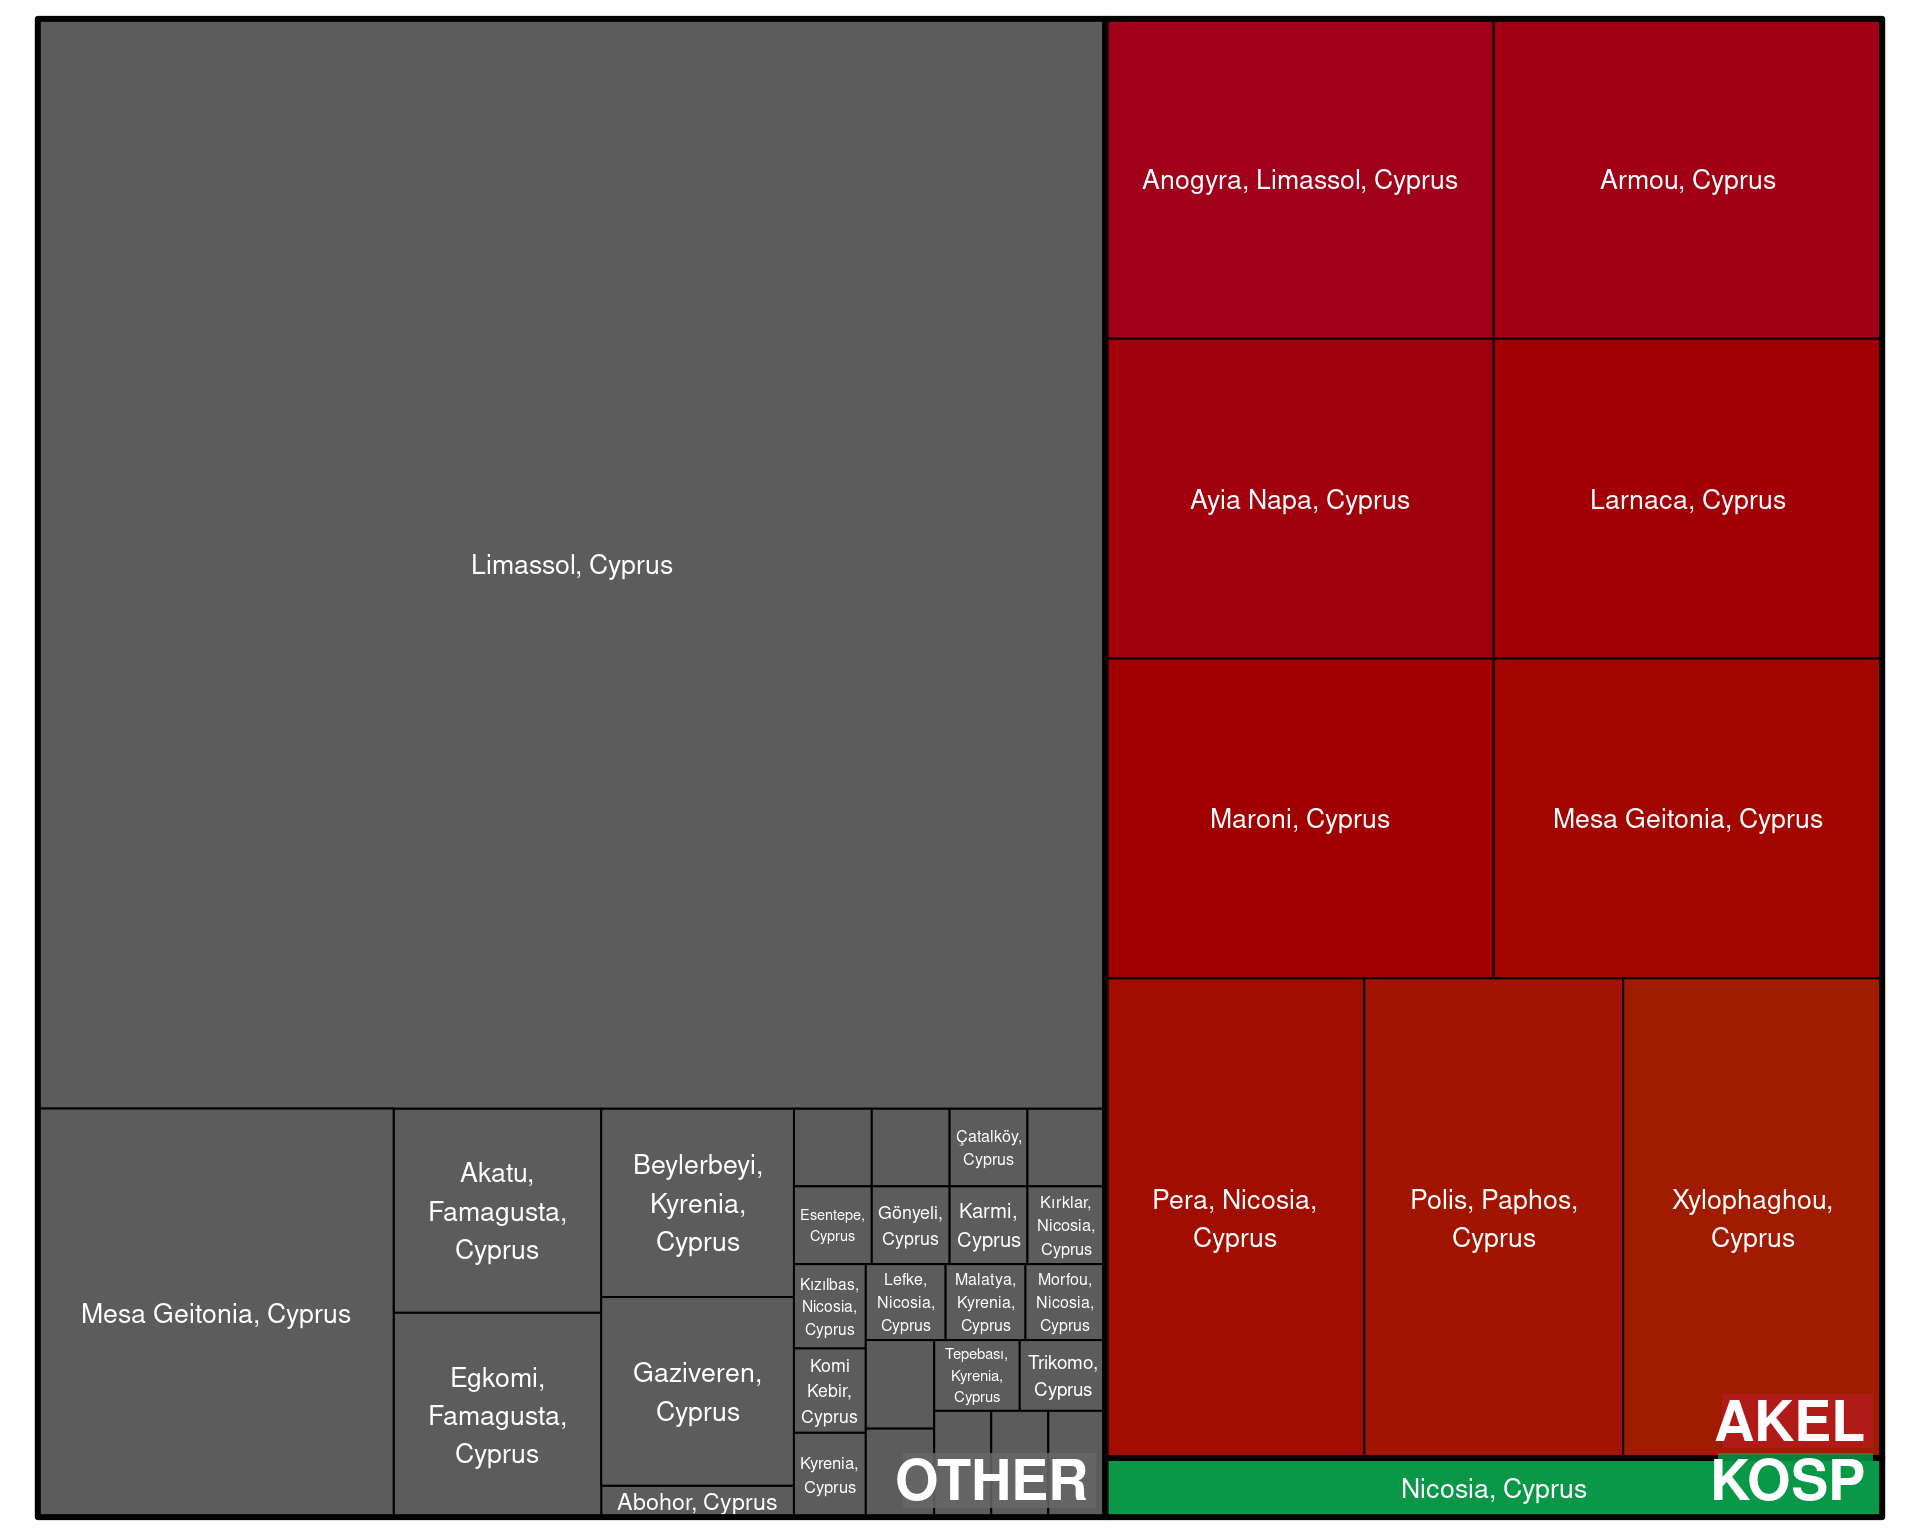 Limassol, Cyprus
Mesa Geitonia, Cyprus
Akatu,
Famagusta,
Cyprus
Egkomi,
Famagusta,
Cyprus
Beylerbeyi,
Kyrenia,
Cyprus
Gaziveren,
Cyprus
Abohor, Cyprus
Çatalköy,
Cyprus
Esentepe,
Cyprus
Gönyeli,
Cyprus
Karmi,
Cyprus
Kırklar,
Nicosia,
Cyprus
Kızılbas,
Nicosia,
Cyprus
Lefke,
Nicosia,
Cyprus
Malatya,
Kyrenia,
Cyprus
Morfou,
Nicosia,
Cyprus
Komi
Kebir,
Cyprus
Tepebası,
Kyrenia,
Cyprus
Trikomo,
Cyprus
Kyrenia,
Cyprus
OTHER
Anogyra, Limassol, Cyprus
Armou, Cyprus
Ayia Napa, Cyprus
Larnaca, Cyprus
Maroni, Cyprus
Mesa Geitonia, Cyprus
Pera, Nicosia,
Cyprus
Polis, Paphos,
Cyprus
Xylophaghou,
Cyprus
AKEL
Nicosia, Cyprus
KOSP